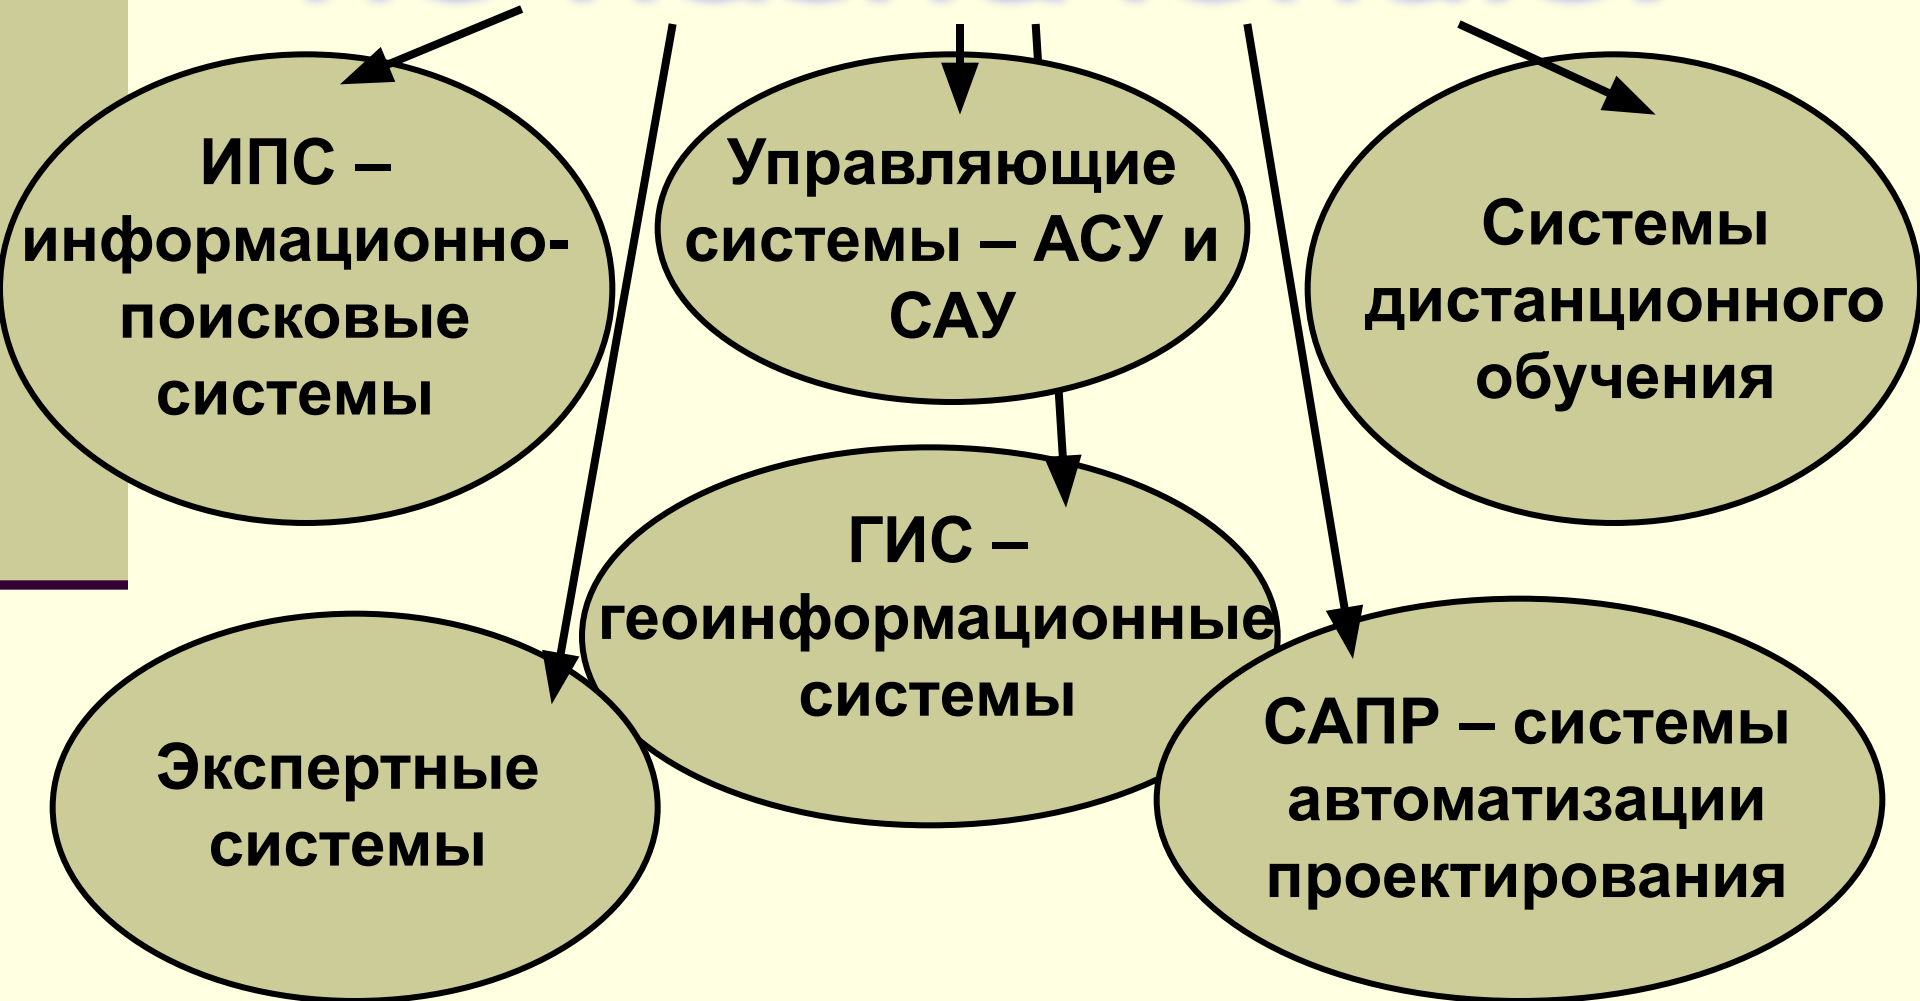 ИПС –
информационно-
поисковые
системы
Управляющие
системы – АСУ и
САУ
Системы
дистанционного
обучения
ГИС –
геоинформационные
системы
Экспертные
системы
САПР – системы
автоматизации
проектирования